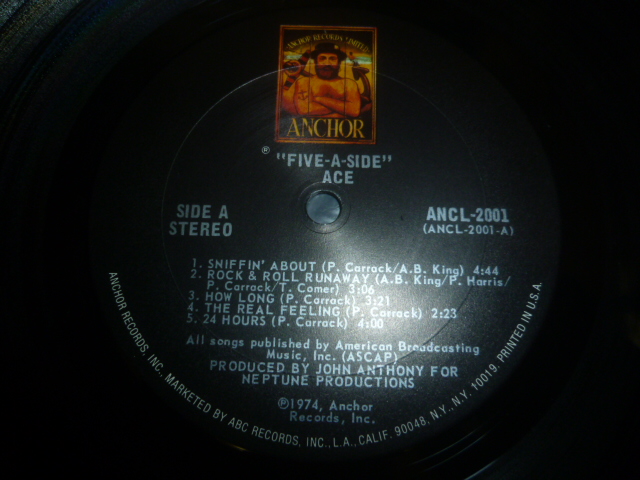 ANCHOR RECORDS LIMITED
ANCHOR
® "FIVE-A-SIDE"
ACE
SIDE A
STEREO
ANCL-2001
(ANCL-2001-A)
1. SNIFFIN' ABOUT (P. Carrack/A.B. King) 4:44
2. ROCK & ROLL RUNAWAY (A.B. King/P. Harris/
P. Carrack/T. Comer) 3:06
3. HOW LONG (P. Carrack) 3:21
4. THE REAL FEELING (P. Carrack) 2:23
5. 24 HOURS (P. Carrack) 4:00
All songs published by American Broadcasting
Music, Inc. (ASCAP)
PRODUCED BY JOHN ANTHONY FOR
NEPTUNE PRODUCTIONS
℗1974, Anchor
Records, Inc.
ANCHOR RECORDS, INC., MARKETED BY ABC RECORDS, INC., L.A., CALIF. 90048, N.Y., N.Y. 10019. PRINTED IN U.S.A.